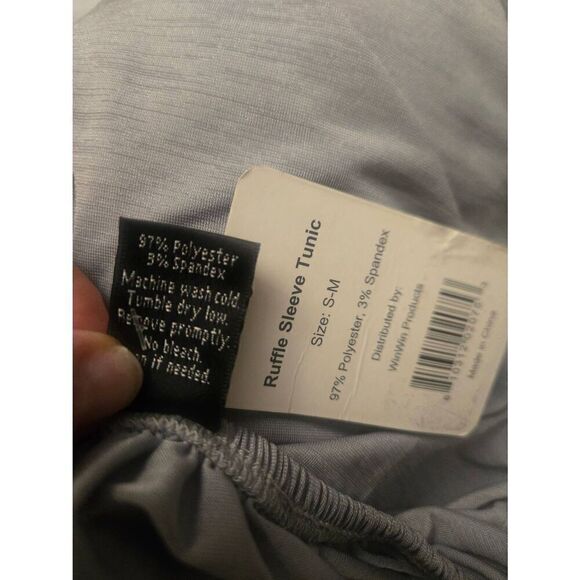 97% Polyester
3% Spandex
Machine wash cold
Tumble dry low
Remove promptly.
No bleach.
if needed.
Ruffle Sleeve Tunic
Size: S-M
97% Polyester, 3% Spandex
Distributed by:
WinWin Products
Made in China